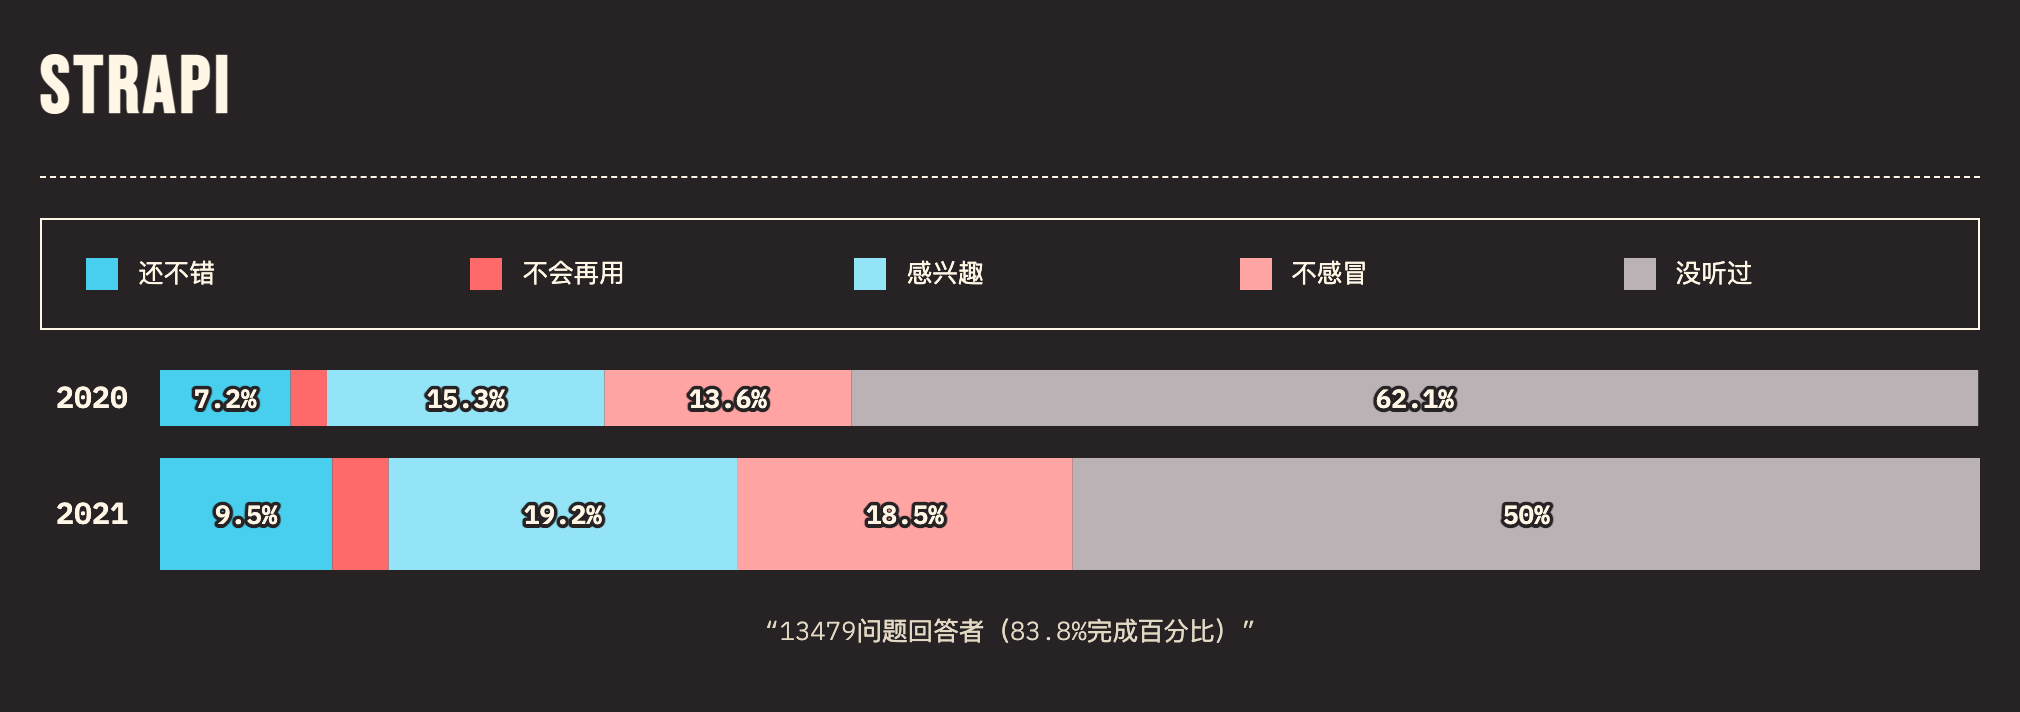 STRAPI
还不错 不会再用 感兴趣 不感冒 没听过
2020 7.2% 15.3% 13.6% 62.1%
2021 9.5% 19.2% 18.5% 50%
“13479问题回答者（83.8%完成百分比）”